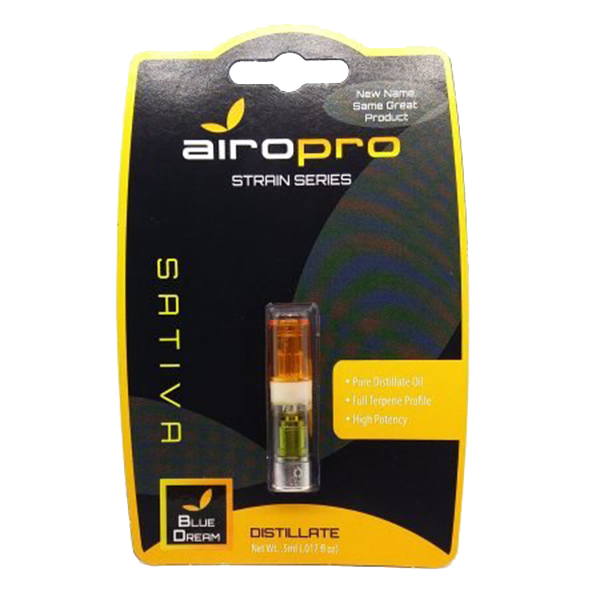 New Name,
Same Great
Product
airopro
STRAIN SERIES
SATIVA
• Pure Distillate Oil
• Full Terpene Profile
• High Potency
BLUE
DREAM
DISTILLATE
Net Wt. .5ml (.017 fl oz)